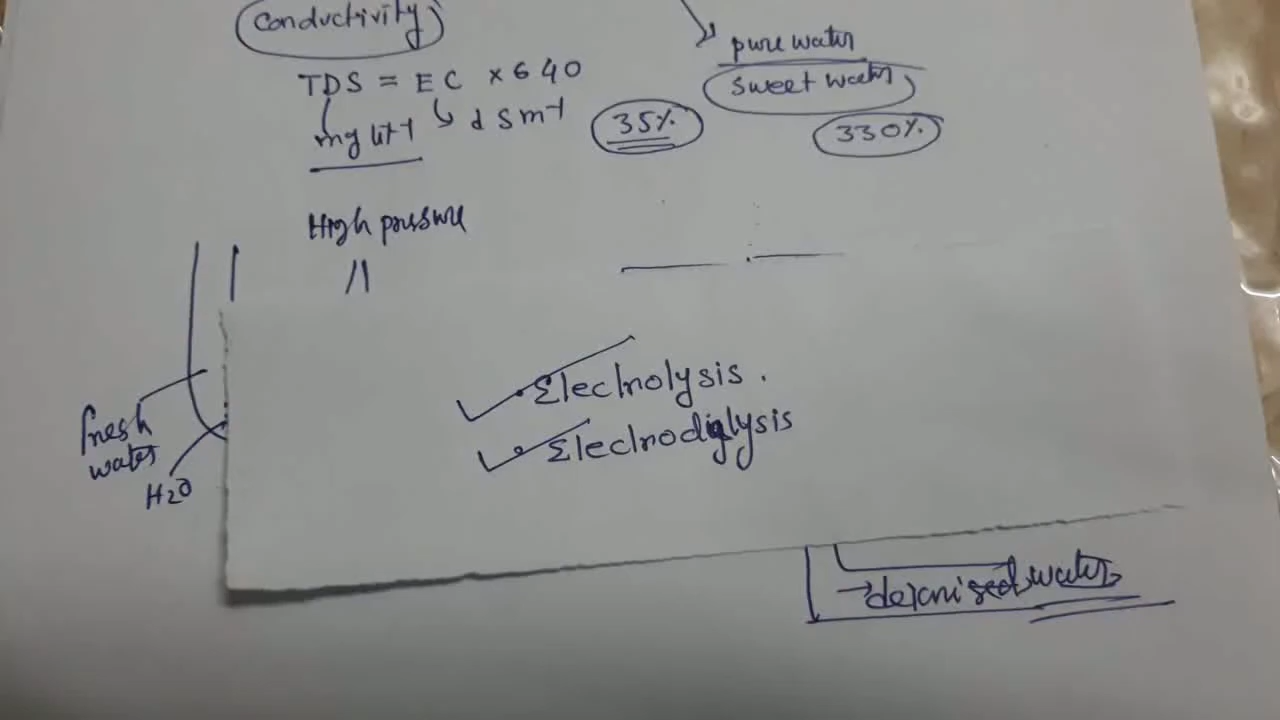 Conductivity
TDS = EC × 640
mg lit-1
dSm-1
pure water
sweet water
35%
330%
High pressure
Electrolysis.
Electrodialysis
fresh
water
H2O
deionised water